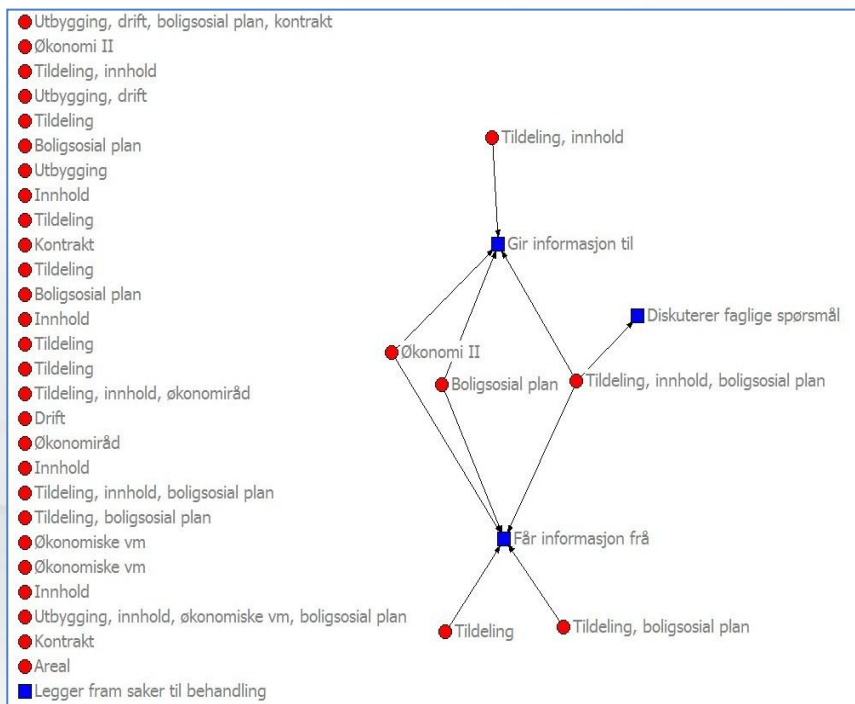 Utbygging, drift, boligsosial plan, kontrakt
Økonomi II
Tildeling, innhold
Utbygging, drift
Tildeling
Boligsosial plan
Utbygging
Innhold
Tildeling
Kontrakt
Tildeling
Boligsosial plan
Innhold
Tildeling
Tildeling
Tildeling, innhold, økonomiråd
Drift
Økonomiråd
Innhold
Tildeling, innhold, boligsosial plan
Tildeling, boligsosial plan
Økonomiske vm
Økonomiske vm
Innhold
Utbygging, innhold, økonomiske vm, boligsosial plan
Kontrakt
Areal
Legger fram saker til behandling
Tildeling, innhold
Gir informasjon til
Diskuterer faglige spørsmål
Økonomi II
Boligsosial plan
Tildeling, innhold, boligsosial plan
Får informasjon frå
Tildeling
Tildeling, boligsosial plan